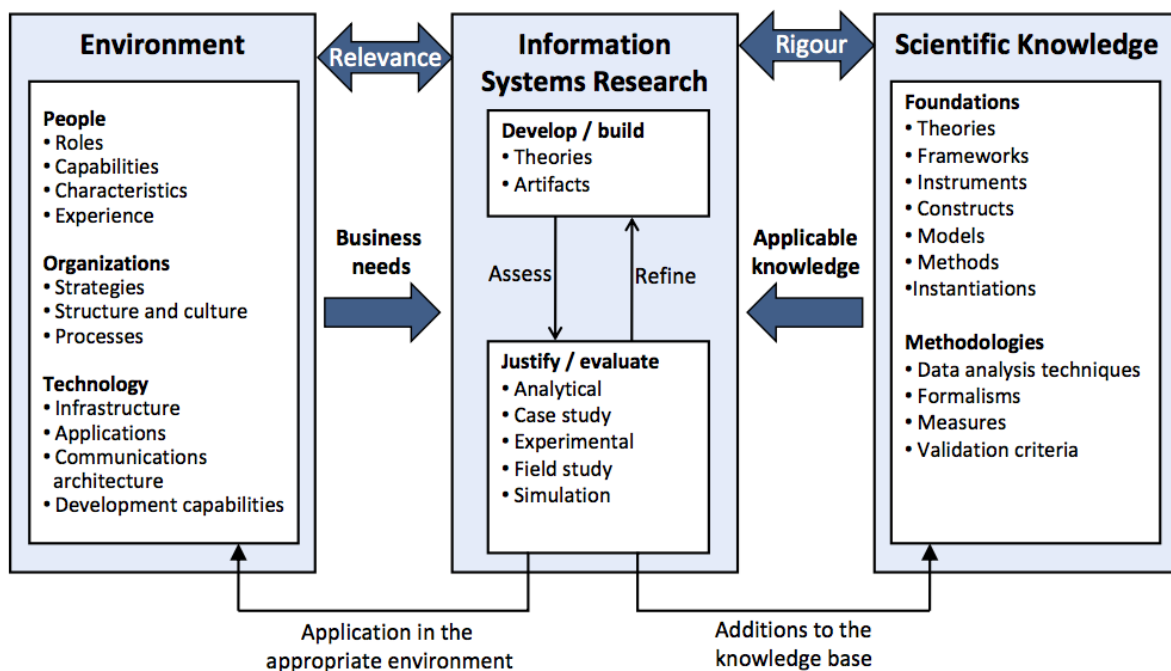 Environment
People
• Roles
• Capabilities
• Characteristics
• Experience
Organizations
• Strategies
• Structure and culture
• Processes
Technology
• Infrastructure
• Applications
• Communications
architecture
• Development capabilities
Relevance
Business
needs
Information
Systems Research
Develop / build
• Theories
• Artifacts
Assess
Refine
Justify / evaluate
• Analytical
• Case study
• Experimental
• Field study
• Simulation
Rigour
Applicable
knowledge
Scientific Knowledge
Foundations
• Theories
• Frameworks
• Instruments
• Constructs
• Models
• Methods
•Instantiations
Methodologies
• Data analysis techniques
• Formalisms
• Measures
• Validation criteria
Application in the
appropriate environment
Additions to the
knowledge base